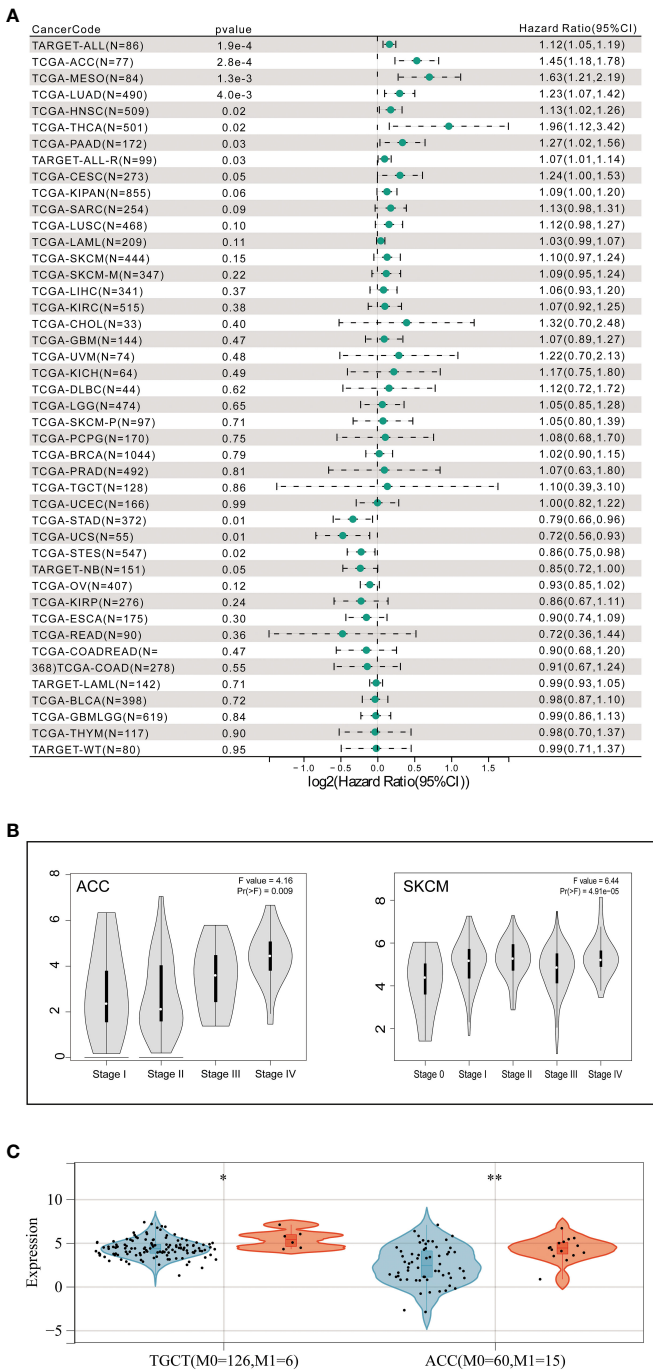 A
CancerCode pvalue Hazard Ratio(95%CI)
TARGET-ALL(N=86) 1.9e-4 1.12(1.05,1.19)
TCGA-ACC(N=77) 2.8e-4 1.45(1.18,1.78)
TCGA-MESO(N=84) 1.3e-3 1.63(1.21,2.19)
TCGA-LUAD(N=490) 4.0e-3 1.23(1.07,1.42)
TCGA-HNSC(N=509) 0.02 1.13(1.02,1.26)
TCGA-THCA(N=501) 0.02 1.96(1.12,3.42)
TCGA-PAAD(N=172) 0.03 1.27(1.02,1.56)
TARGET-ALL-R(N=99) 0.03 1.07(1.01,1.14)
TCGA-CESC(N=273) 0.05 1.24(1.00,1.53)
TCGA-KIPAN(N=855) 0.06 1.09(1.00,1.20)
TCGA-SARC(N=254) 0.09 1.13(0.98,1.31)
TCGA-LUSC(N=468) 0.10 1.12(0.98,1.27)
TCGA-LAML(N=209) 0.11 1.03(0.99,1.07)
TCGA-SKCM(N=444) 0.15 1.10(0.97,1.24)
TCGA-SKCM-M(N=347) 0.22 1.09(0.95,1.24)
TCGA-LIHC(N=341) 0.37 1.06(0.93,1.20)
TCGA-KIRC(N=515) 0.38 1.07(0.92,1.25)
TCGA-CHOL(N=33) 0.40 1.32(0.70,2.48)
TCGA-GBM(N=144) 0.47 1.07(0.89,1.27)
TCGA-UVM(N=74) 0.48 1.22(0.70,2.13)
TCGA-KICH(N=64) 0.49 1.17(0.75,1.80)
TCGA-DLBC(N=44) 0.62 1.12(0.72,1.72)
TCGA-LGG(N=474) 0.65 1.05(0.85,1.28)
TCGA-SKCM-P(N=97) 0.71 1.05(0.80,1.39)
TCGA-PCPG(N=170) 0.75 1.08(0.68,1.70)
TCGA-BRCA(N=1044) 0.79 1.02(0.90,1.15)
TCGA-PRAD(N=492) 0.81 1.07(0.63,1.80)
TCGA-TGCT(N=128) 0.86 1.10(0.39,3.10)
TCGA-UCEC(N=166) 0.99 1.00(0.82,1.22)
TCGA-STAD(N=372) 0.01 0.79(0.66,0.96)
TCGA-UCS(N=55) 0.01 0.72(0.56,0.93)
TCGA-STES(N=547) 0.02 0.86(0.75,0.98)
TARGET-NB(N=151) 0.05 0.85(0.72,1.00)
TCGA-OV(N=407) 0.12 0.93(0.85,1.02)
TCGA-KIRP(N=276) 0.24 0.86(0.67,1.11)
TCGA-ESCA(N=175) 0.30 0.90(0.74,1.09)
TCGA-READ(N=90) 0.36 0.72(0.36,1.44)
TCGA-COADREAD(N= 0.47 0.90(0.68,1.20)
368)TCGA-COAD(N=278) 0.55 0.91(0.67,1.24)
TARGET-LAML(N=142) 0.71 0.99(0.93,1.05)
TCGA-BLCA(N=398) 0.72 0.98(0.87,1.10)
TCGA-GBMLGG(N=619) 0.84 0.99(0.86,1.13)
TCGA-THYM(N=117) 0.90 0.98(0.70,1.37)
TARGET-WT(N=80) 0.95 0.99(0.71,1.37)
−1.0 −0.5 0.0 0.5 1.0 1.5
log2(Hazard Ratio(95%CI))
B
ACC
F value = 4.16
Pr(>F) = 0.009
8
6
4
2
0
Stage I Stage II Stage III Stage IV
SKCM
F value = 6.44
Pr(>F) = 4.91e−05
8
6
4
2
Stage 0 Stage I Stage II Stage III Stage IV
C
* **
Expression
10
5
0
−5
TGCT(M0=126,M1=6) ACC(M0=60,M1=15)